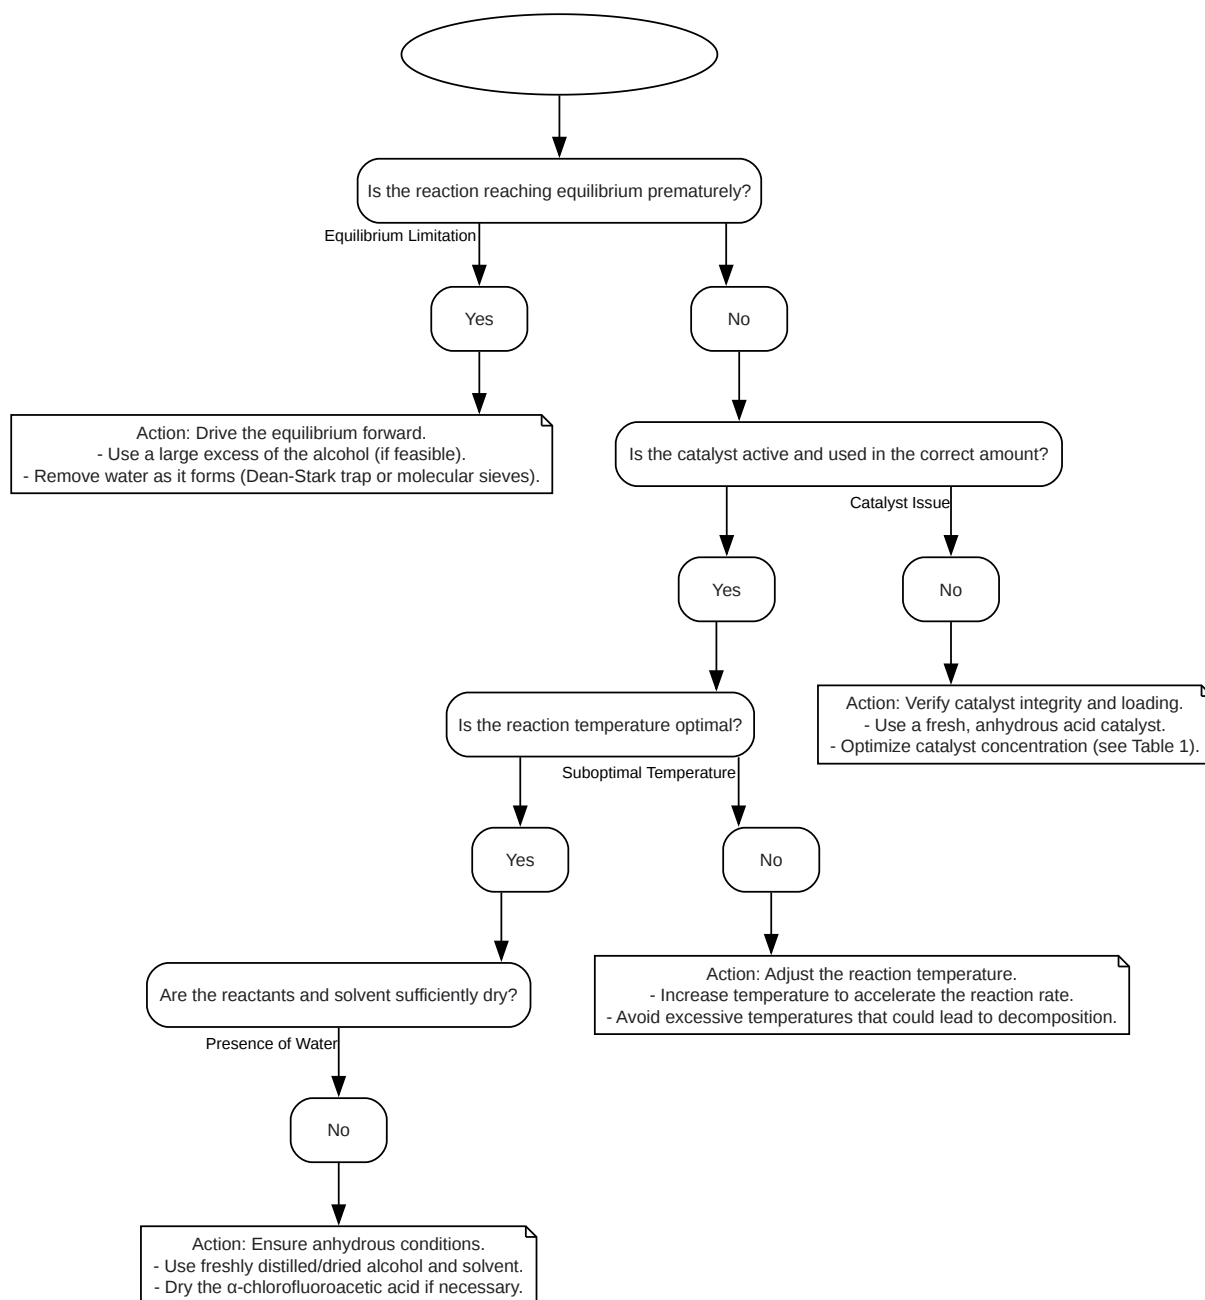 Is the reaction reaching equilibrium prematurely?
Equilibrium Limitation
Yes
No
Action: Drive the equilibrium forward.
- Use a large excess of the alcohol (if feasible).
- Remove water as it forms (Dean-Stark trap or molecular sieves).
Is the catalyst active and used in the correct amount?
Catalyst Issue
Yes
No
Action: Verify catalyst integrity and loading.
- Use a fresh, anhydrous acid catalyst.
- Optimize catalyst concentration (see Table 1).
Is the reaction temperature optimal?
Suboptimal Temperature
Yes
No
Action: Adjust the reaction temperature.
- Increase temperature to accelerate the reaction rate.
- Avoid excessive temperatures that could lead to decomposition.
Are the reactants and solvent sufficiently dry?
Presence of Water
No
Action: Ensure anhydrous conditions.
- Use freshly distilled/dried alcohol and solvent.
- Dry the α-chlorofluoroacetic acid if necessary.